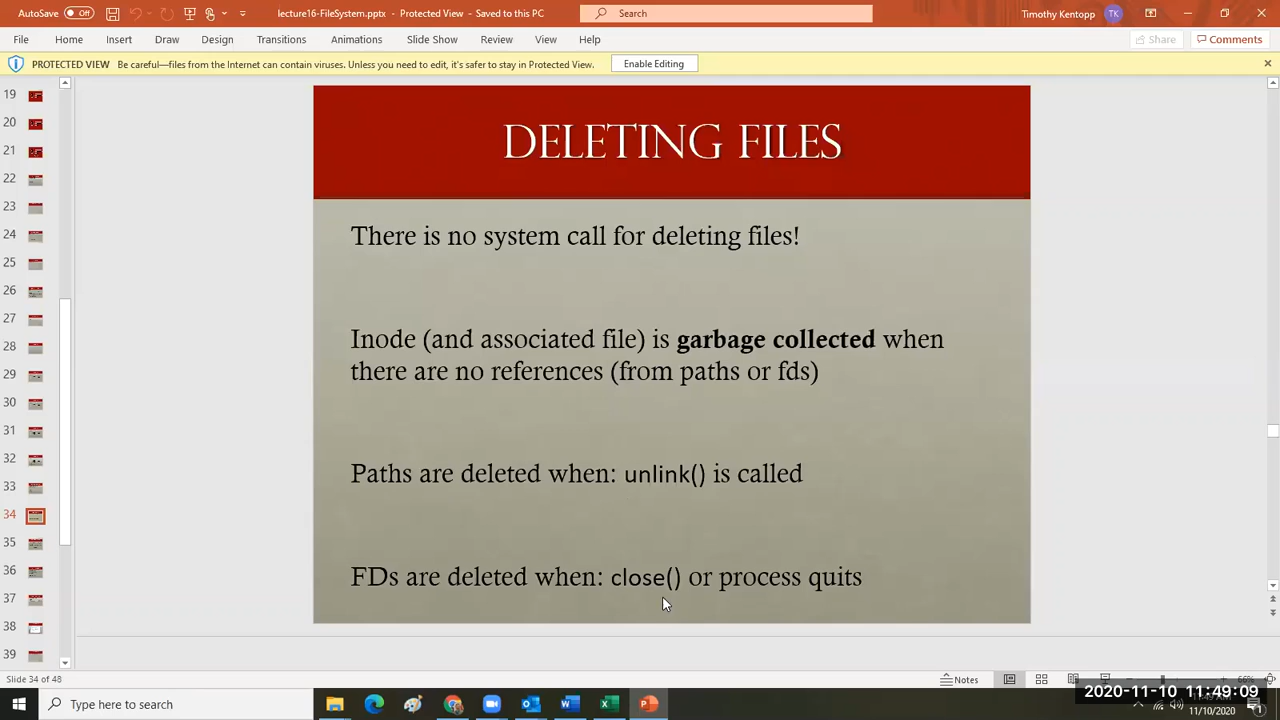 AutoSave Off lecture16-FileSystem.pptx - Protected View - Saved to this PC Search Timothy Kentopp TK
File Home Insert Draw Design Transitions Animations Slide Show Review View Help Share Comments
PROTECTED VIEW Be careful—files from the Internet can contain viruses. Unless you need to edit, it's safer to stay in Protected View. Enable Editing
19
20
21
22
23
24
25
26
27
28
29
30
31
32
33
34
35
36
37
38
39
DELETING FILES
There is no system call for deleting files!
Inode (and associated file) is garbage collected when
there are no references (from paths or fds)
Paths are deleted when: unlink() is called
FDs are deleted when: close() or process quits
Slide 34 of 48 Notes 66%
2020-11-10 11:49:09
Type here to search
11/10/2020